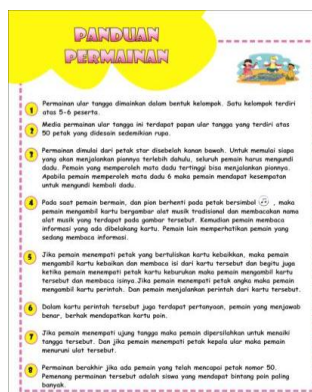 PANDUAN
PERMAINAN
1 Permainan ular tangga dimainkan dalam bentuk kelompok. Satu kelompok terdiri
atas 5-6 peserta.
2 Media permainan ular tangga ini terdapat papan ular tangga yang terdiri atas
50 petak yang didesain sedemikian rupa.
3 Permainan dimulai dari petak star disebelah kanan bawah. Untuk memulai siapa
yang akan menjalankan pionnya terlebih dahulu, seluruh pemain harus mengundi
dadu. Pemain yang memperoleh mata dadu tertinggi bisa menjalankan pionnya.
Apabila pemain memperoleh mata dadu 6 maka pemain mendapat kesempatan
untuk mengundi kembali dadu.
4 Pada saat pemain bermain, dan pion berhenti pada petak bersimbol , maka
pemain mengambil kartu bergambar alat musik tradisional dan membacakan nama
alat musik yang terdapat pada gambar tersebut. Kemudian pemain membaca
informasi yang ada dibelakang kartu. Pemain lain memperhatikan pemain yang
sedang membaca informasi.
5 Jika pemain menempati petak yang bertuliskan kartu kebaikkan, maka pemain
mengambil kartu kebaikan dan membaca isi dari kartu tersebut dan begitu juga
ketika pemain menempati petak kartu keburukan maka pemain mengambil kartu
tersebut dan membaca isinya. Jika pemain menempati petak angka maka pemain
mengambil kartu perintah. Dan pemain menjalankan perintah dari kartu tersebut.
6 Dalam kartu perintah tersebut juga terdapat pertanyaan, pemain yang menjawab
benar, berhak mendapatkan kartu poin.
7 Jika pemain menempati ujung tangga maka pemain dipersilahkan untuk menaiki
tangga tersebut. Dan jika pemain menempati petak kepala ular maka pemain
menuruni ular tersebut.
8 Permainan berakhir jika ada pemain yang telah mencapai petak nomor 50.
Pemenang permainan tersebut adalah siswa yang mendapat bintang poin paling
banyak.